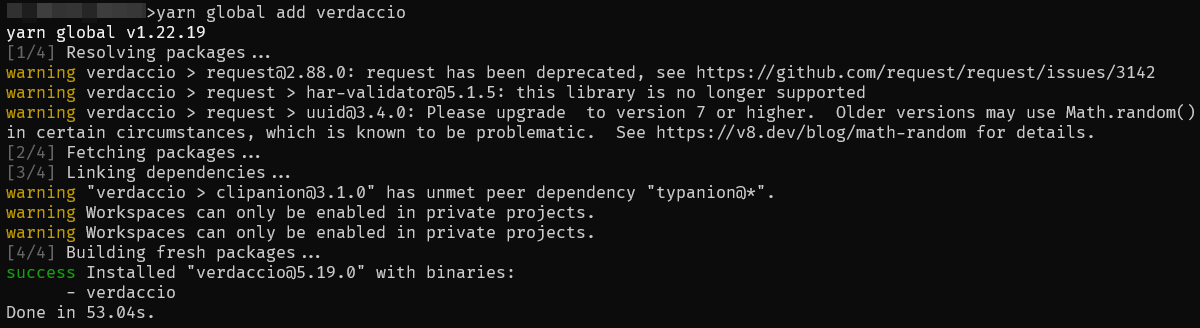 >yarn global add verdaccio
yarn global v1.22.19
[1/4] Resolving packages...
warning verdaccio > request@2.88.0: request has been deprecated, see https://github.com/request/request/issues/3142
warning verdaccio > request > har-validator@5.1.5: this library is no longer supported
warning verdaccio > request > uuid@3.4.0: Please upgrade  to version 7 or higher.  Older versions may use Math.random()
in certain circumstances, which is known to be problematic.  See https://v8.dev/blog/math-random for details.
[2/4] Fetching packages...
[3/4] Linking dependencies...
warning "verdaccio > clipanion@3.1.0" has unmet peer dependency "typanion@*".
warning Workspaces can only be enabled in private projects.
warning Workspaces can only be enabled in private projects.
[4/4] Building fresh packages...
success Installed "verdaccio@5.19.0" with binaries:
      - verdaccio
Done in 53.04s.